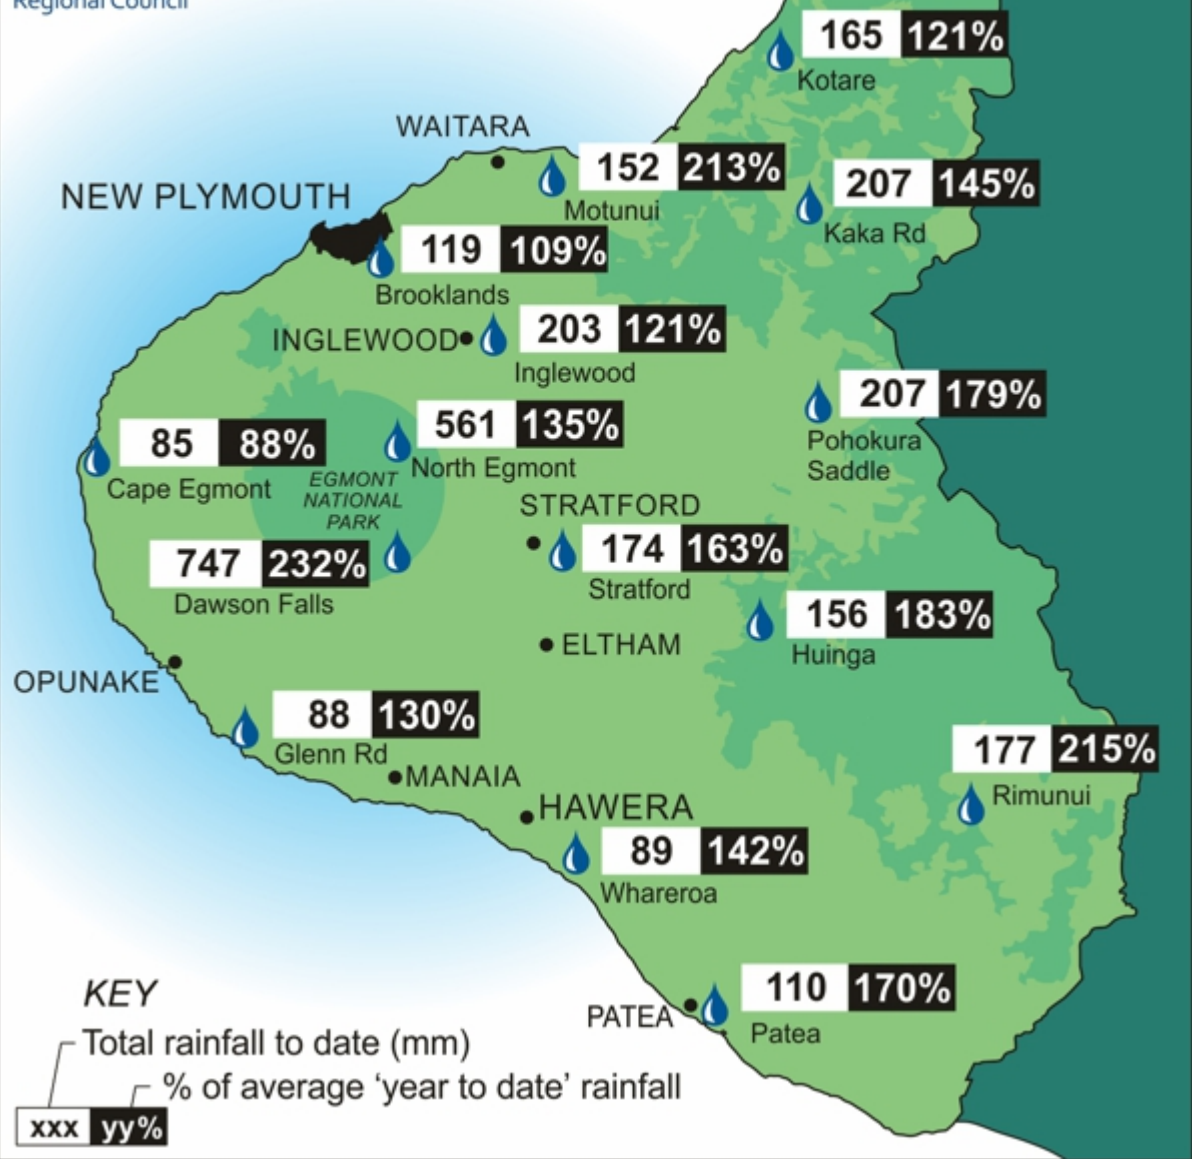 Regional Council
165 121%
Kotare
WAITARA
152 213%
Motunui
207 145%
Kaka Rd
NEW PLYMOUTH
119 109%
Brooklands
INGLEWOOD
203 121%
Inglewood
207 179%
Pohokura
Saddle
85 88%
Cape Egmont
561 135%
North Egmont
EGMONT
NATIONAL
PARK
STRATFORD
174 163%
Stratford
747 232%
Dawson Falls
156 183%
Huinga
ELTHAM
OPUNAKE
88 130%
Glenn Rd
MANAIA
177 215%
Rimunui
HAWERA
89 142%
Whareroa
110 170%
PATEA
Patea
KEY
Total rainfall to date (mm)
% of average ‘year to date’ rainfall
xxx yy%